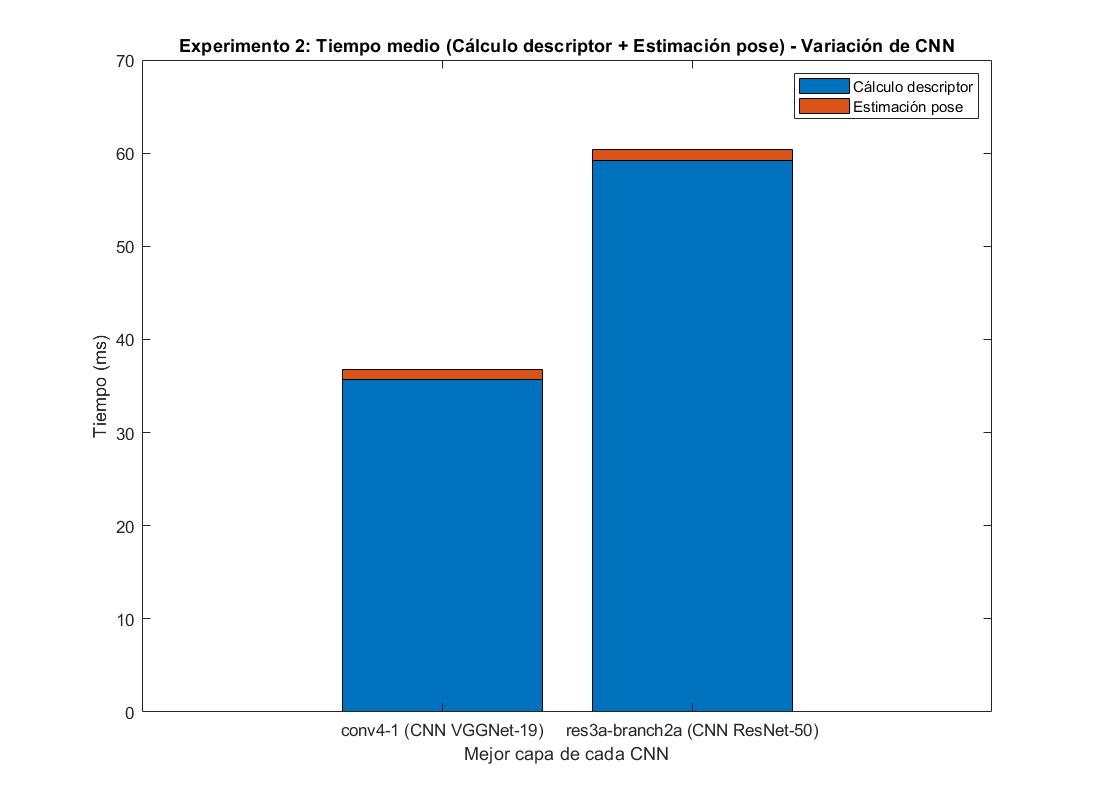 Experimento 2: Tiempo medio (Cálculo descriptor + Estimación pose) - Variación de CNN
70
60
50
40
30
20
10
0
Tiempo (ms)
Cálculo descriptor
Estimación pose
conv4-1 (CNN VGGNet-19)
res3a-branch2a (CNN ResNet-50)
Mejor capa de cada CNN